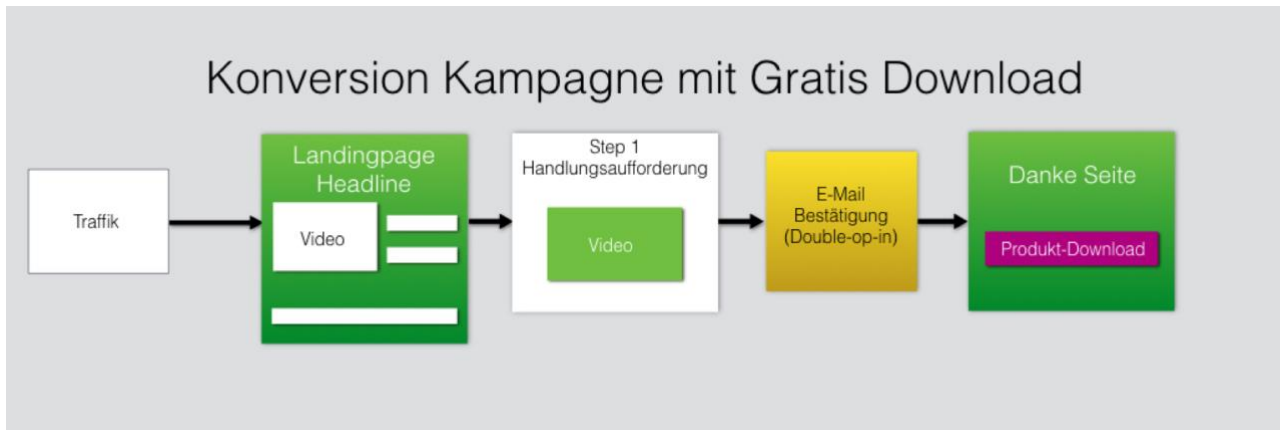 Konversion Kampagne mit Gratis Download
Traffik
Landingpage
Headline
Video
Step 1
Handlungsaufforderung
Video
E-Mail
Bestätigung
(Double-op-in)
Danke Seite
Produkt-Download